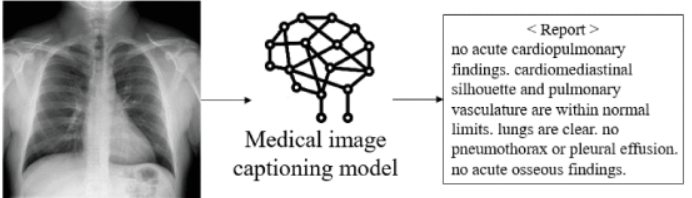 Medical image
captioning model
< Report >
no acute cardiopulmonary
findings. cardiomediastinal
silhouette and pulmonary
vasculature are within normal
limits. lungs are clear. no
pneumothorax or pleural effusion.
no acute osseous findings.